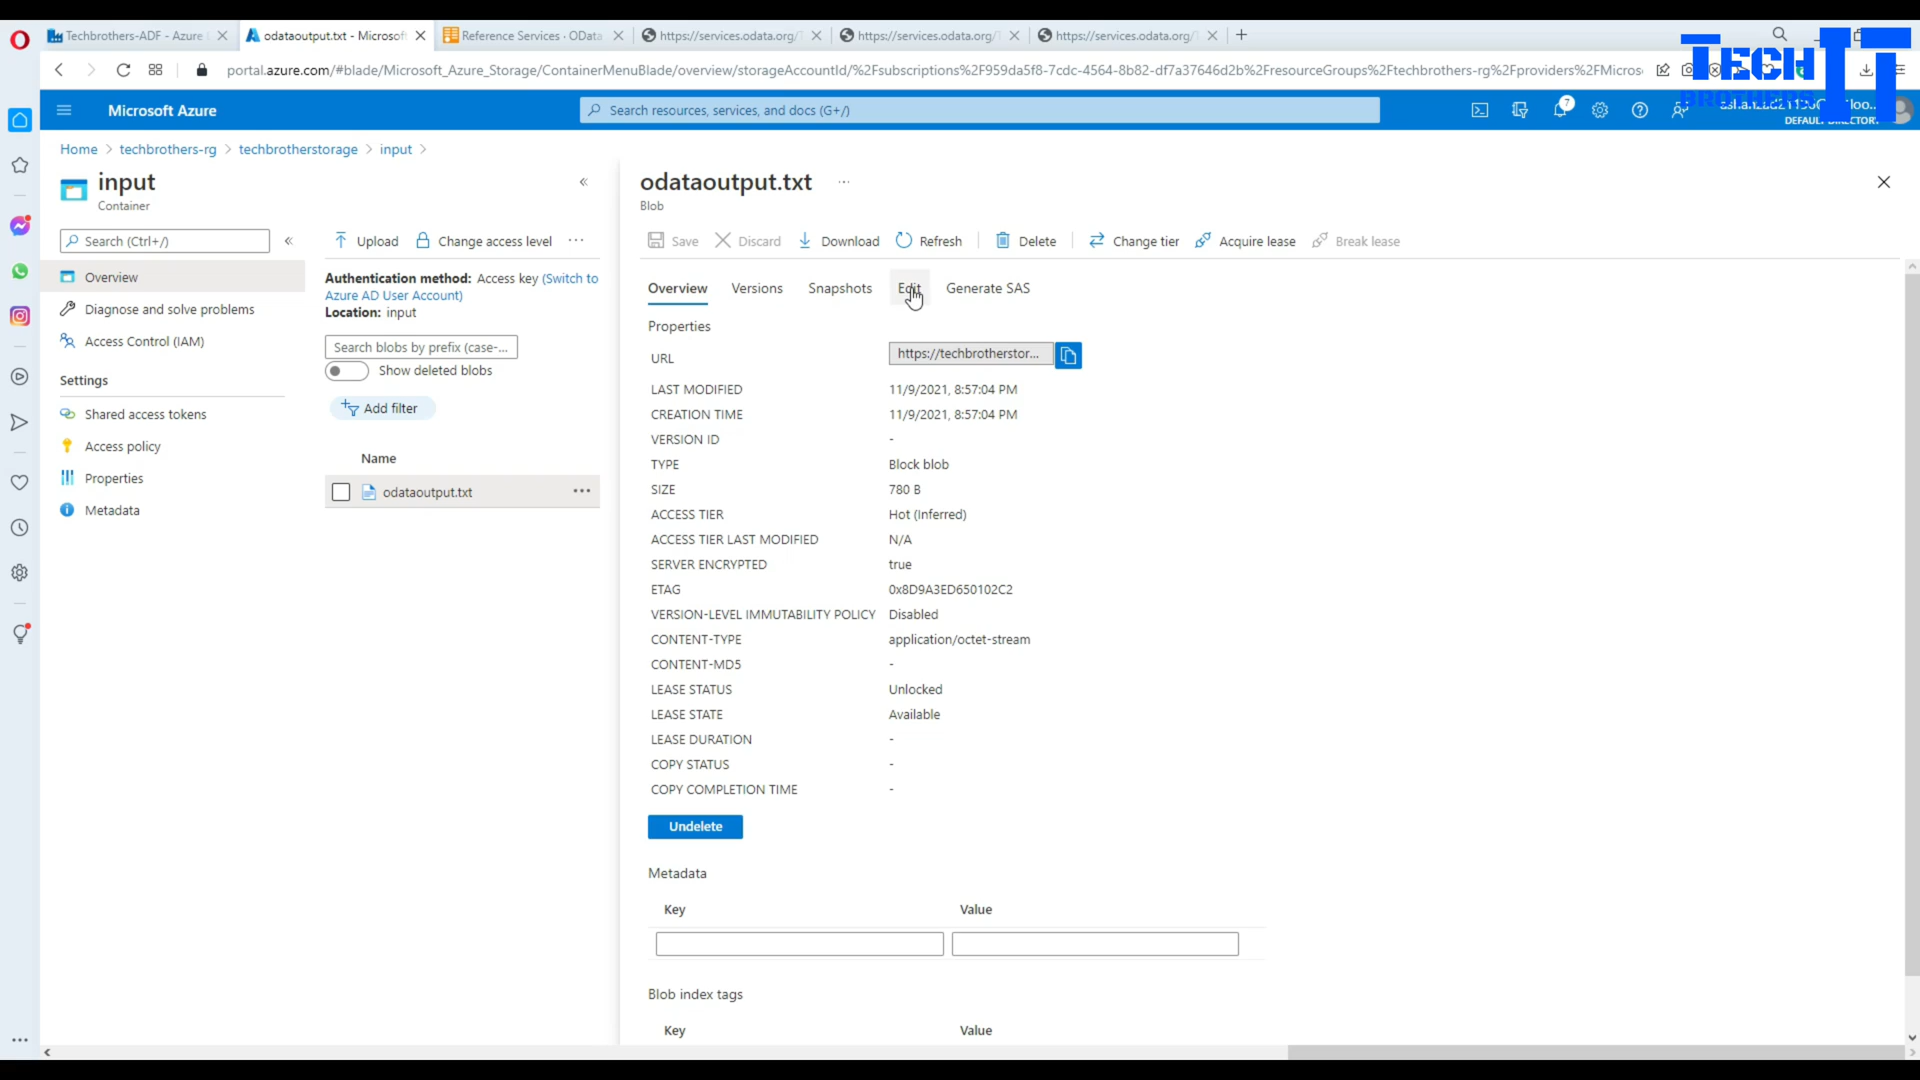 Techbrothers-ADF - Azure
odataoutput.txt - Microsof
Reference Services · OData
https://services.odata.org/
https://services.odata.org/
https://services.odata.org/
portal.azure.com/#blade/Microsoft_Azure_Storage/ContainerMenuBlade/overview/storageAccountId/%2Fsubscriptions%2F959da5f8-7cdc-4564-8b82-df7a37646d2b%2FresourceGroups%2Ftechbrothers-rg%2Fproviders%2FMicros
TECH IT
BROTHERS
Microsoft Azure
Search resources, services, and docs (G+/)
7
DEFAULT DIRECTORY
Home > techbrothers-rg > techbrotherstorage > input >
input
Container
Search (Ctrl+/)
Overview
Diagnose and solve problems
Access Control (IAM)
Settings
Shared access tokens
Access policy
Properties
Metadata
Upload
Change access level
Authentication method: Access key (Switch to
Azure AD User Account)
Location: input
Search blobs by prefix (case-...
Show deleted blobs
Add filter
Name
odataoutput.txt
odataoutput.txt
Blob
Save
Discard
Download
Refresh
Delete
Change tier
Acquire lease
Break lease
Overview
Versions
Snapshots
Edit
Generate SAS
Properties
URL https://techbrotherstor...
LAST MODIFIED 11/9/2021, 8:57:04 PM
CREATION TIME 11/9/2021, 8:57:04 PM
VERSION ID -
TYPE Block blob
SIZE 780 B
ACCESS TIER Hot (Inferred)
ACCESS TIER LAST MODIFIED N/A
SERVER ENCRYPTED true
ETAG 0x8D9A3ED650102C2
VERSION-LEVEL IMMUTABILITY POLICY Disabled
CONTENT-TYPE application/octet-stream
CONTENT-MD5 -
LEASE STATUS Unlocked
LEASE STATE Available
LEASE DURATION -
COPY STATUS -
COPY COMPLETION TIME -
Undelete
Metadata
Key Value
Blob index tags
Key Value